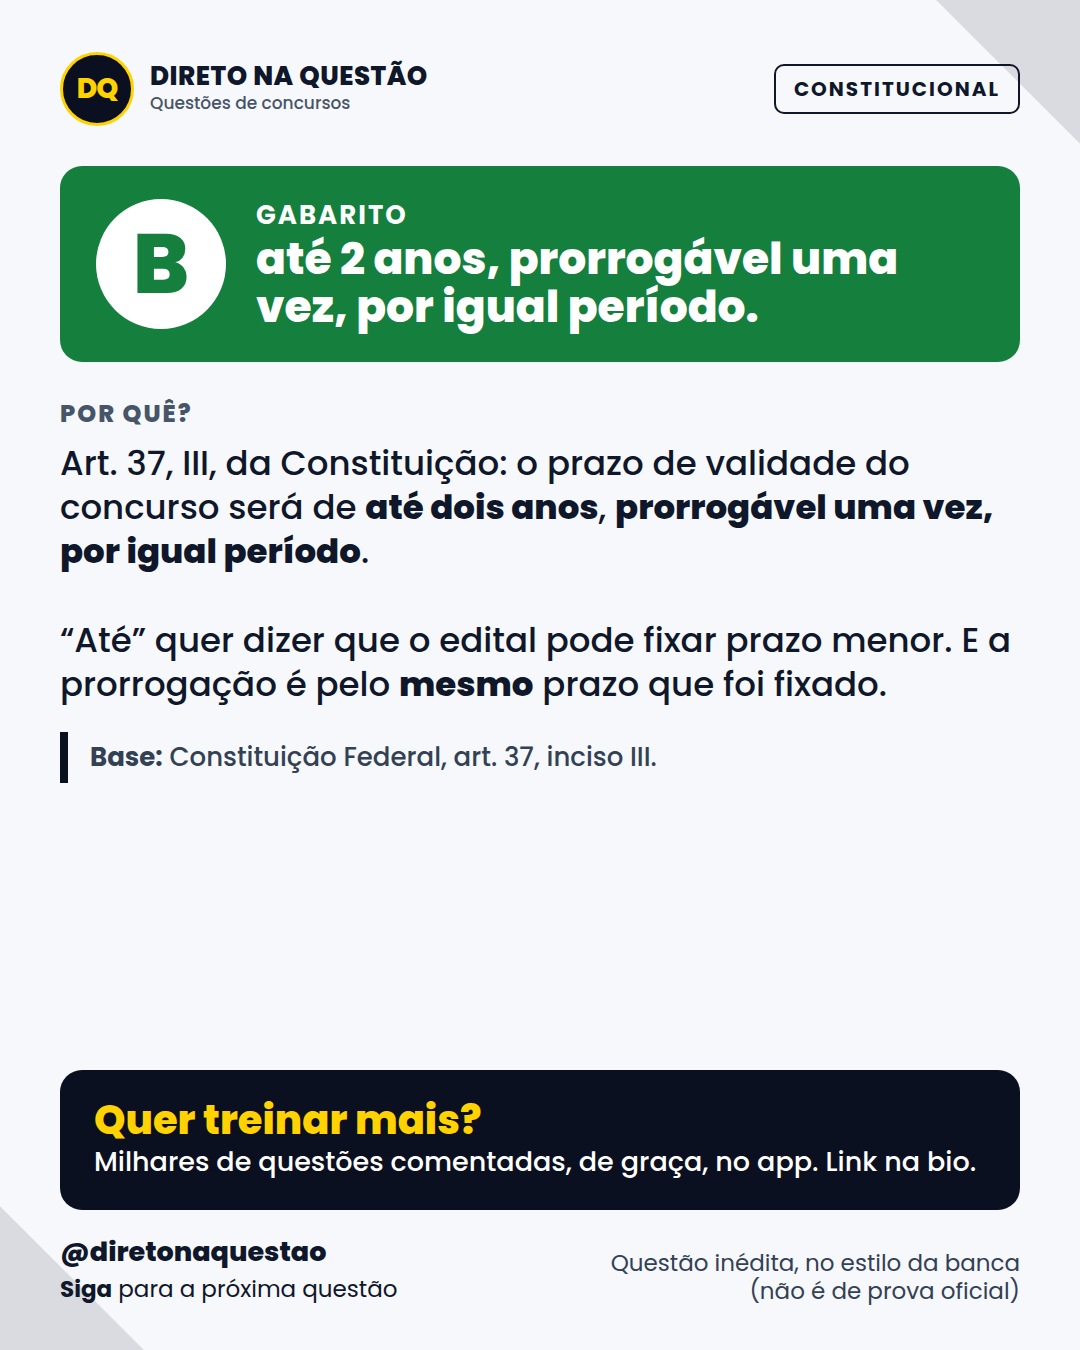 DQ
DIRETO NA QUESTÃO
Questões de concursos
CONSTITUCIONAL
B
GABARITO
até 2 anos, prorrogável uma
vez, por igual período.
POR QUÊ?
Art. 37, III, da Constituição: o prazo de validade do
concurso será de até dois anos, prorrogável uma vez,
por igual período.
“Até” quer dizer que o edital pode fixar prazo menor. E a
prorrogação é pelo mesmo prazo que foi fixado.
Base: Constituição Federal, art. 37, inciso III.
Quer treinar mais?
Milhares de questões comentadas, de graça, no app. Link na bio.
@diretonaquestao
Siga para a próxima questão
Questão inédita, no estilo da banca
(não é de prova oficial)